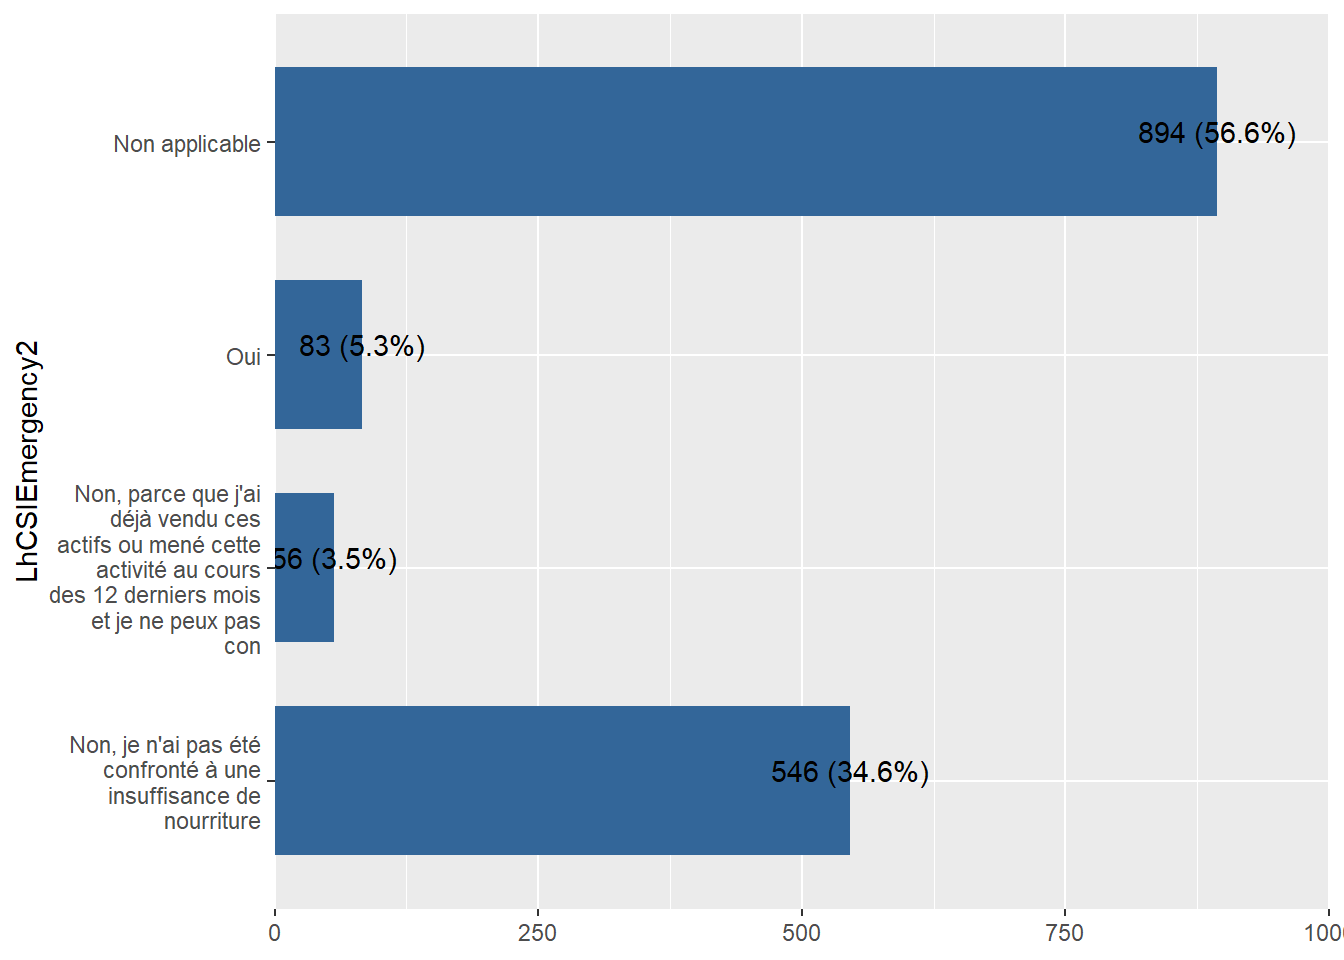 LhCSIEmergency2
Non applicable
894 (56.6%)
Oui
83 (5.3%)
Non, parce que j'ai
déjà vendu ces
actifs ou mené cette
activité au cours
des 12 derniers mois
et je ne peux pas
con
56 (3.5%)
Non, je n'ai pas été
confronté à une
insuffisance de
nourriture
546 (34.6%)
0
250
500
750
1000